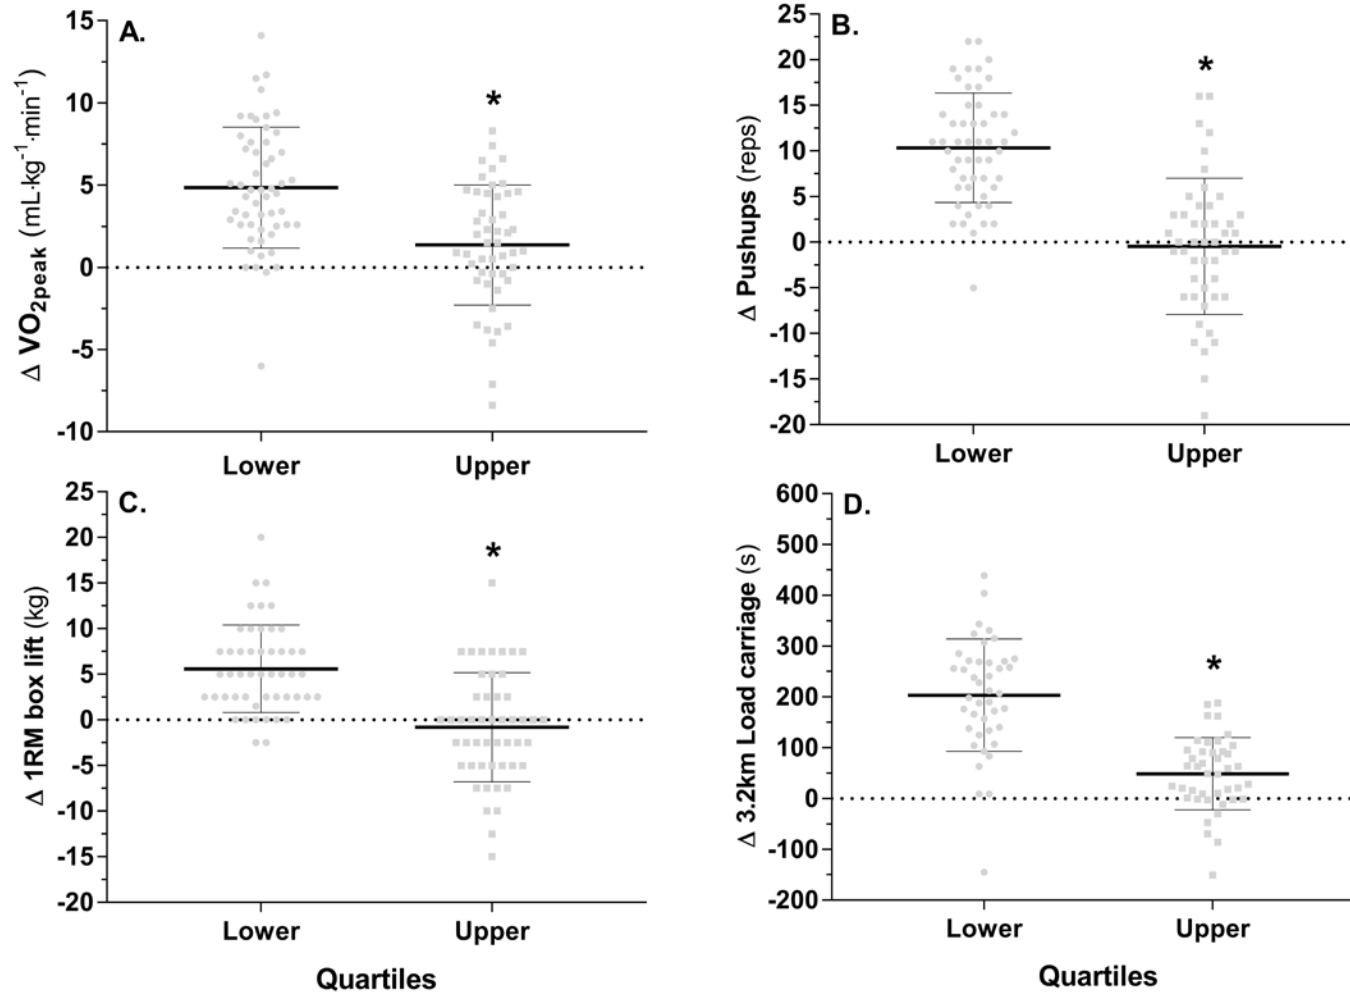 A.
Δ VO2peak (mL·kg-1·min-1)
15
10
5
0
-5
-10
*
Lower
Upper
B.
Δ Pushups (reps)
25
20
15
10
5
0
-5
-10
-15
-20
*
Lower
Upper
C.
Δ 1RM box lift (kg)
25
20
15
10
5
0
-5
-10
-15
-20
*
Lower
Upper
Quartiles
D.
Δ 3.2km Load carriage (s)
600
500
400
300
200
100
0
-100
-200
*
Lower
Upper
Quartiles